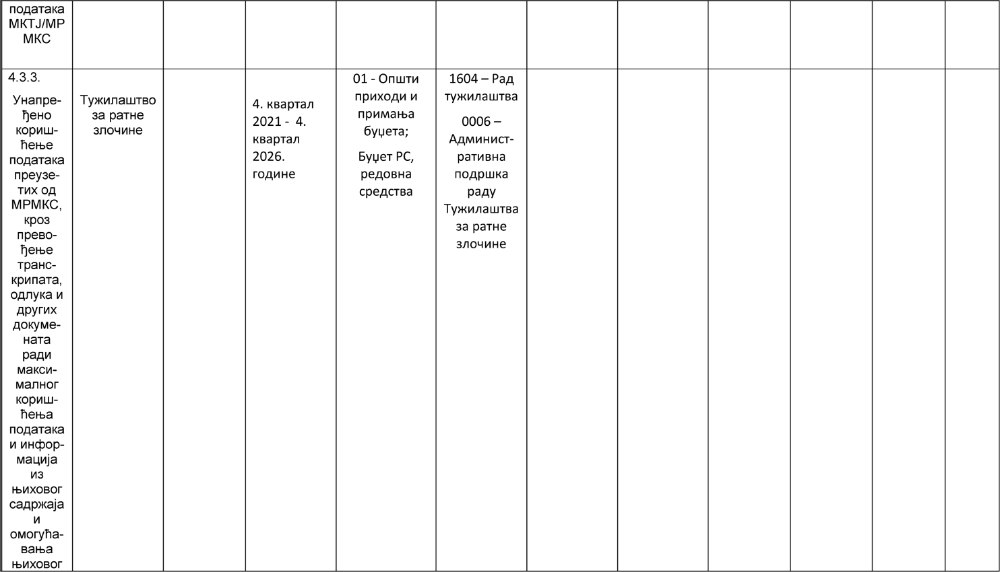 података
МКТЈ/МР
МКС
4.3.3.
Унапре-
ђено
кориш-
ћење
података
преузе-
тих од
МРМКС,
кроз
прево-
ђење
транс-
крипата,
одлука и
других
докуме-
ната
ради
макси-
малног
кориш-
ћења
података
и инфор-
мација
из
њиховог
садржаја
и
омогућа-
вања
њиховог
Тужилаштво
за ратне
злочине
4. квартал
2021 - 4.
квартал
2026.
године
01 - Општи
приходи и
примања
буџета;
Буџет РС,
редовна
средства
1604 – Рад
тужилаштва
0006 –
Админист-
ративна
подршка
раду
Тужилаштва
за ратне
злочине